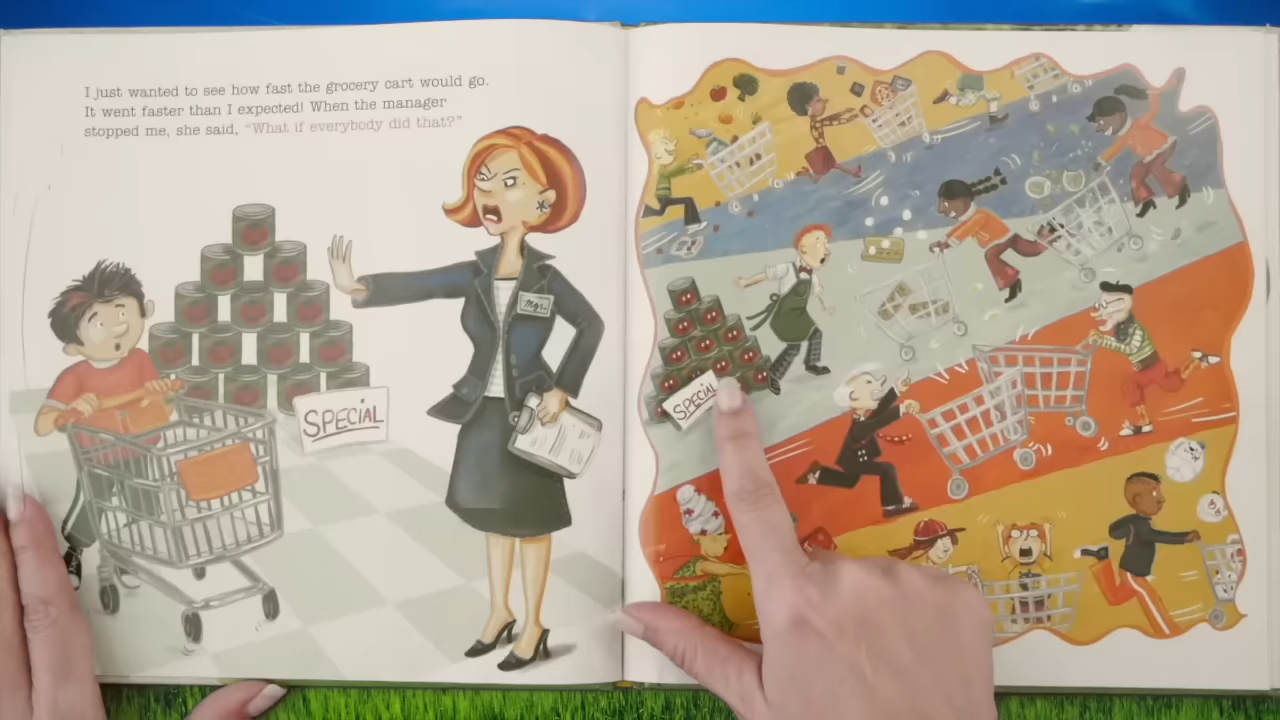 I just wanted to see how fast the grocery cart would go.
It went faster than I expected! When the manager
stopped me, she said, "What if everybody did that?"
Mgr.
SPECIAL
SPECIAL